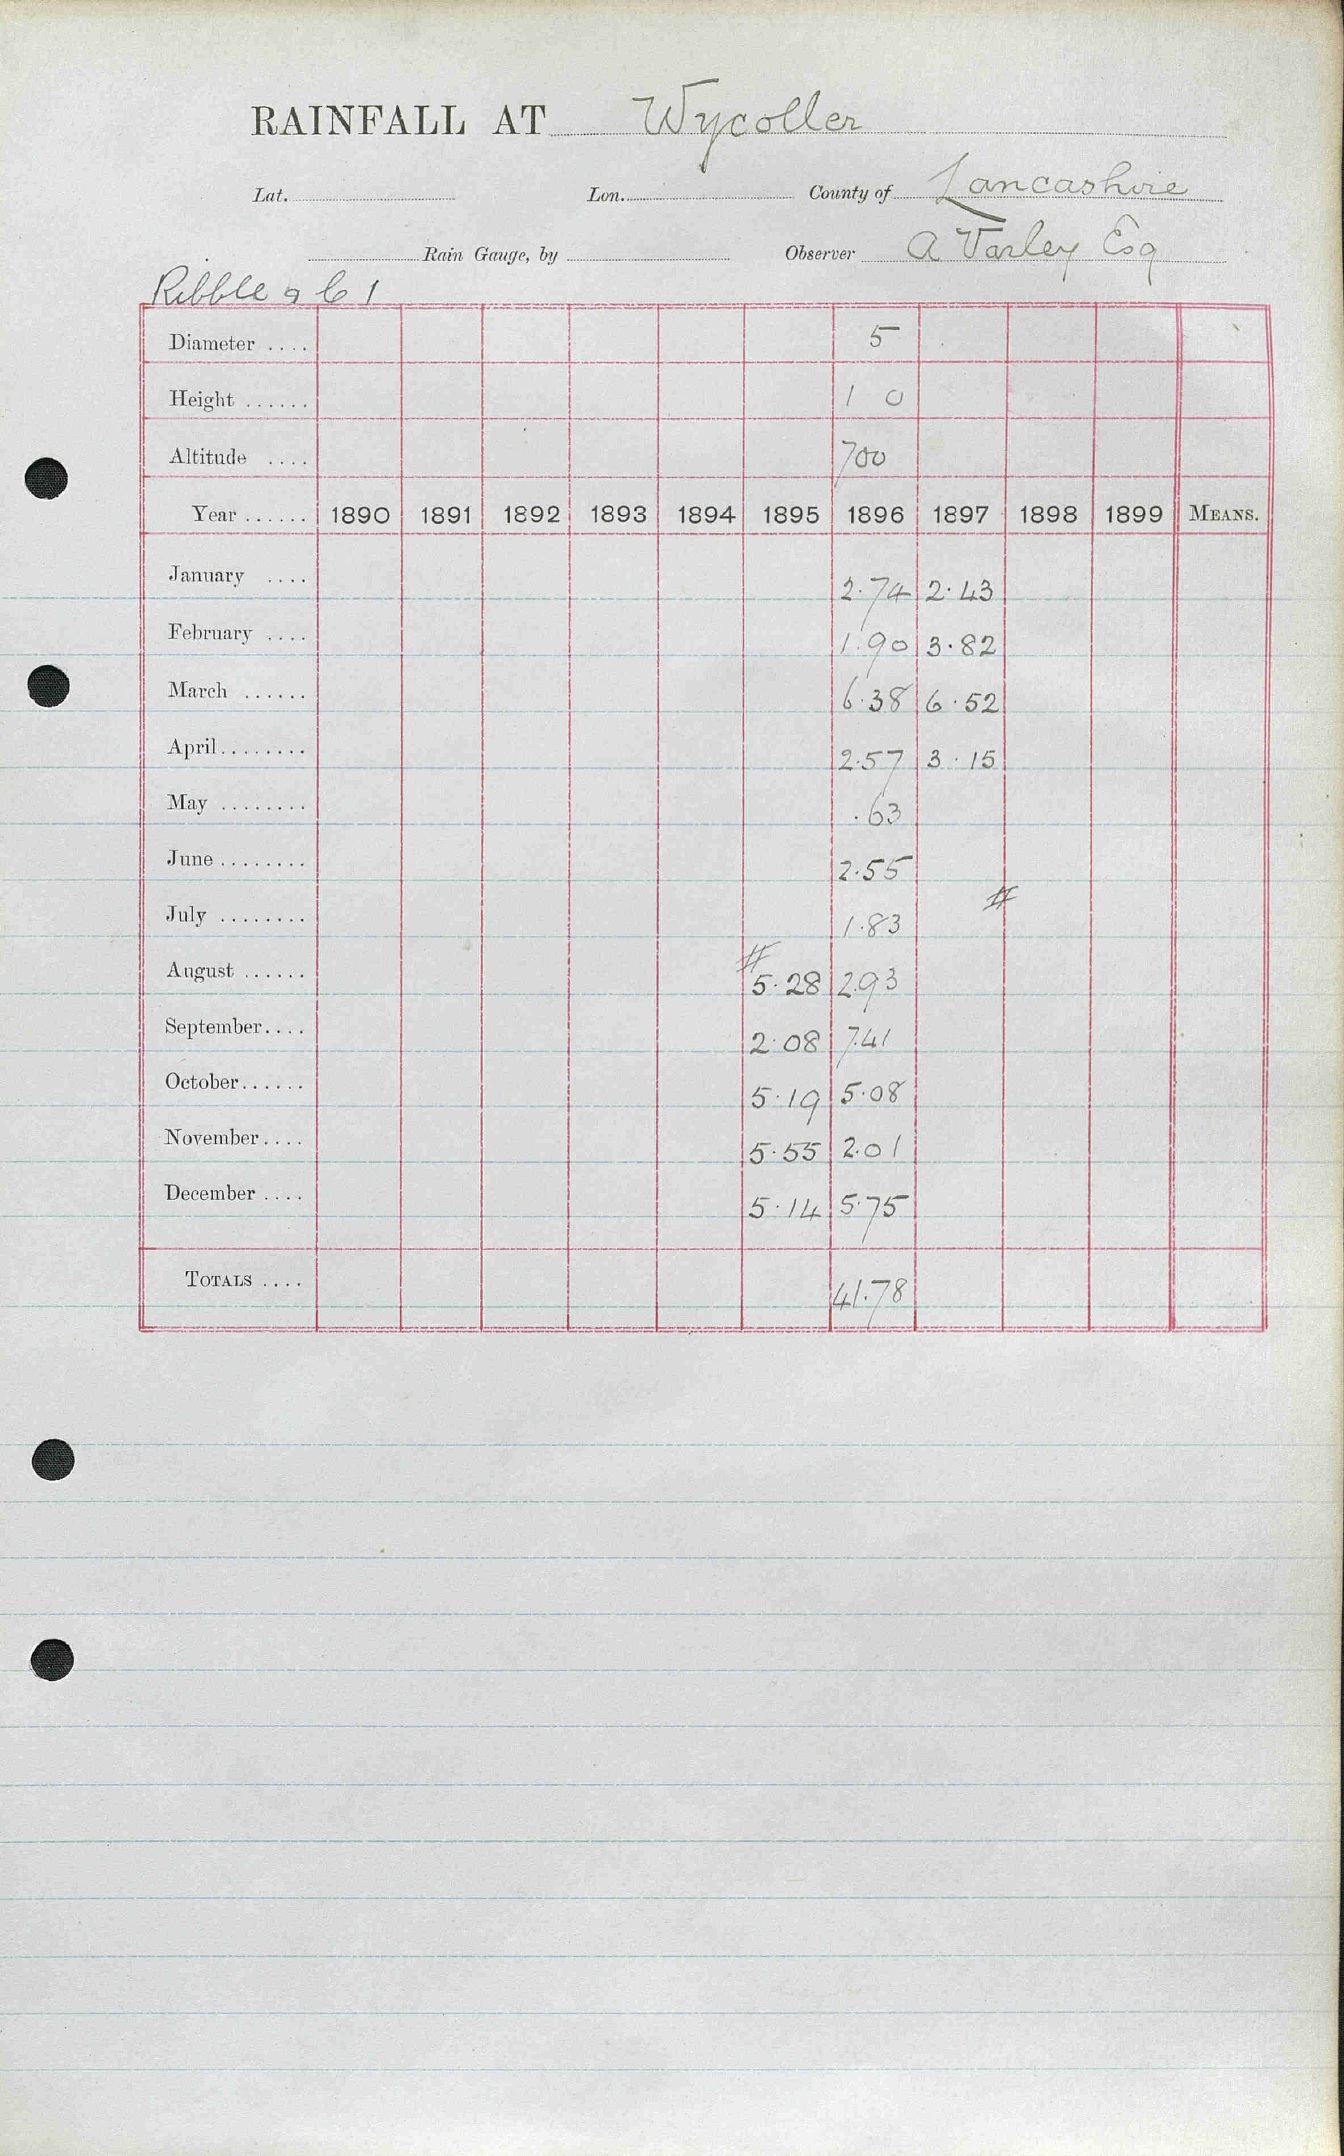 RAINFALL AT Wycoller
Lat. Lon. County of Lancashire
Rain Gauge, by Observer A Varley Esq
Ribble
Diameter .... 5
Height ...... 1 0
Altitude .... 700
Year ...... 1890 1891 1892 1893 1894 1895 1896 1897 1898 1899 MEANS.
January .... 2.74 2.43
February .... 1.90 3.82
March ...... 6.38 6.52
April........ 2.57 3.15
May ........ .63
June ........ 2.55
July ........ 1.83 #
August ...... # 5.28 2.93
September.... 2.08 7.41
October...... 5.19 5.08
November.... 5.55 2.01
December .... 5.14 5.75
TOTALS .... 41.78